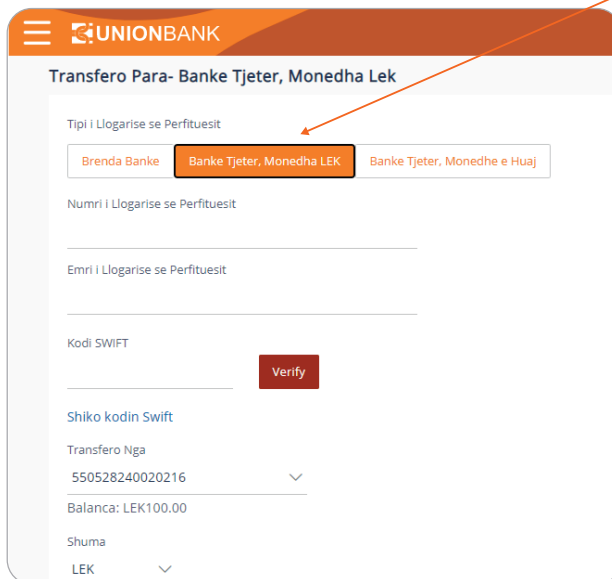 UNIONBANK
Transfero Para- Banke Tjeter, Monedha Lek
Tipi i Llogarise se Perfituesit
Brenda Banke Banke Tjeter, Monedha LEK Banke Tjeter, Monedhe e Huaj
Numri i Llogarise se Perfituesit
Emri i Llogarise se Perfituesit
Kodi SWIFT
Verify
Shiko kodin Swift
Transfero Nga
550528240020216
Balanca: LEK100.00
Shuma
LEK